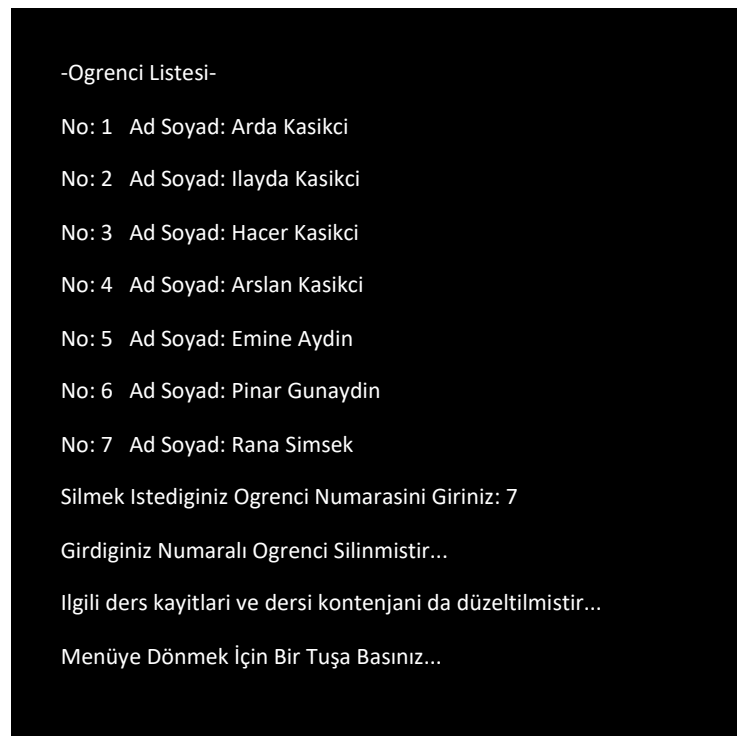 -Ogrenci Listesi-
No: 1   Ad Soyad: Arda Kasikci
No: 2   Ad Soyad: Ilayda Kasikci
No: 3   Ad Soyad: Hacer Kasikci
No: 4   Ad Soyad: Arslan Kasikci
No: 5   Ad Soyad: Emine Aydin
No: 6   Ad Soyad: Pinar Gunaydin
No: 7   Ad Soyad: Rana Simsek
Silmek Istediginiz Ogrenci Numarasini Giriniz: 7
Girdiginiz Numaralı Ogrenci Silinmistir...
Ilgili ders kayitlari ve dersi kontenjani da düzeltilmistir...
Menüye Dönmek İçin Bir Tuşa Basınız...